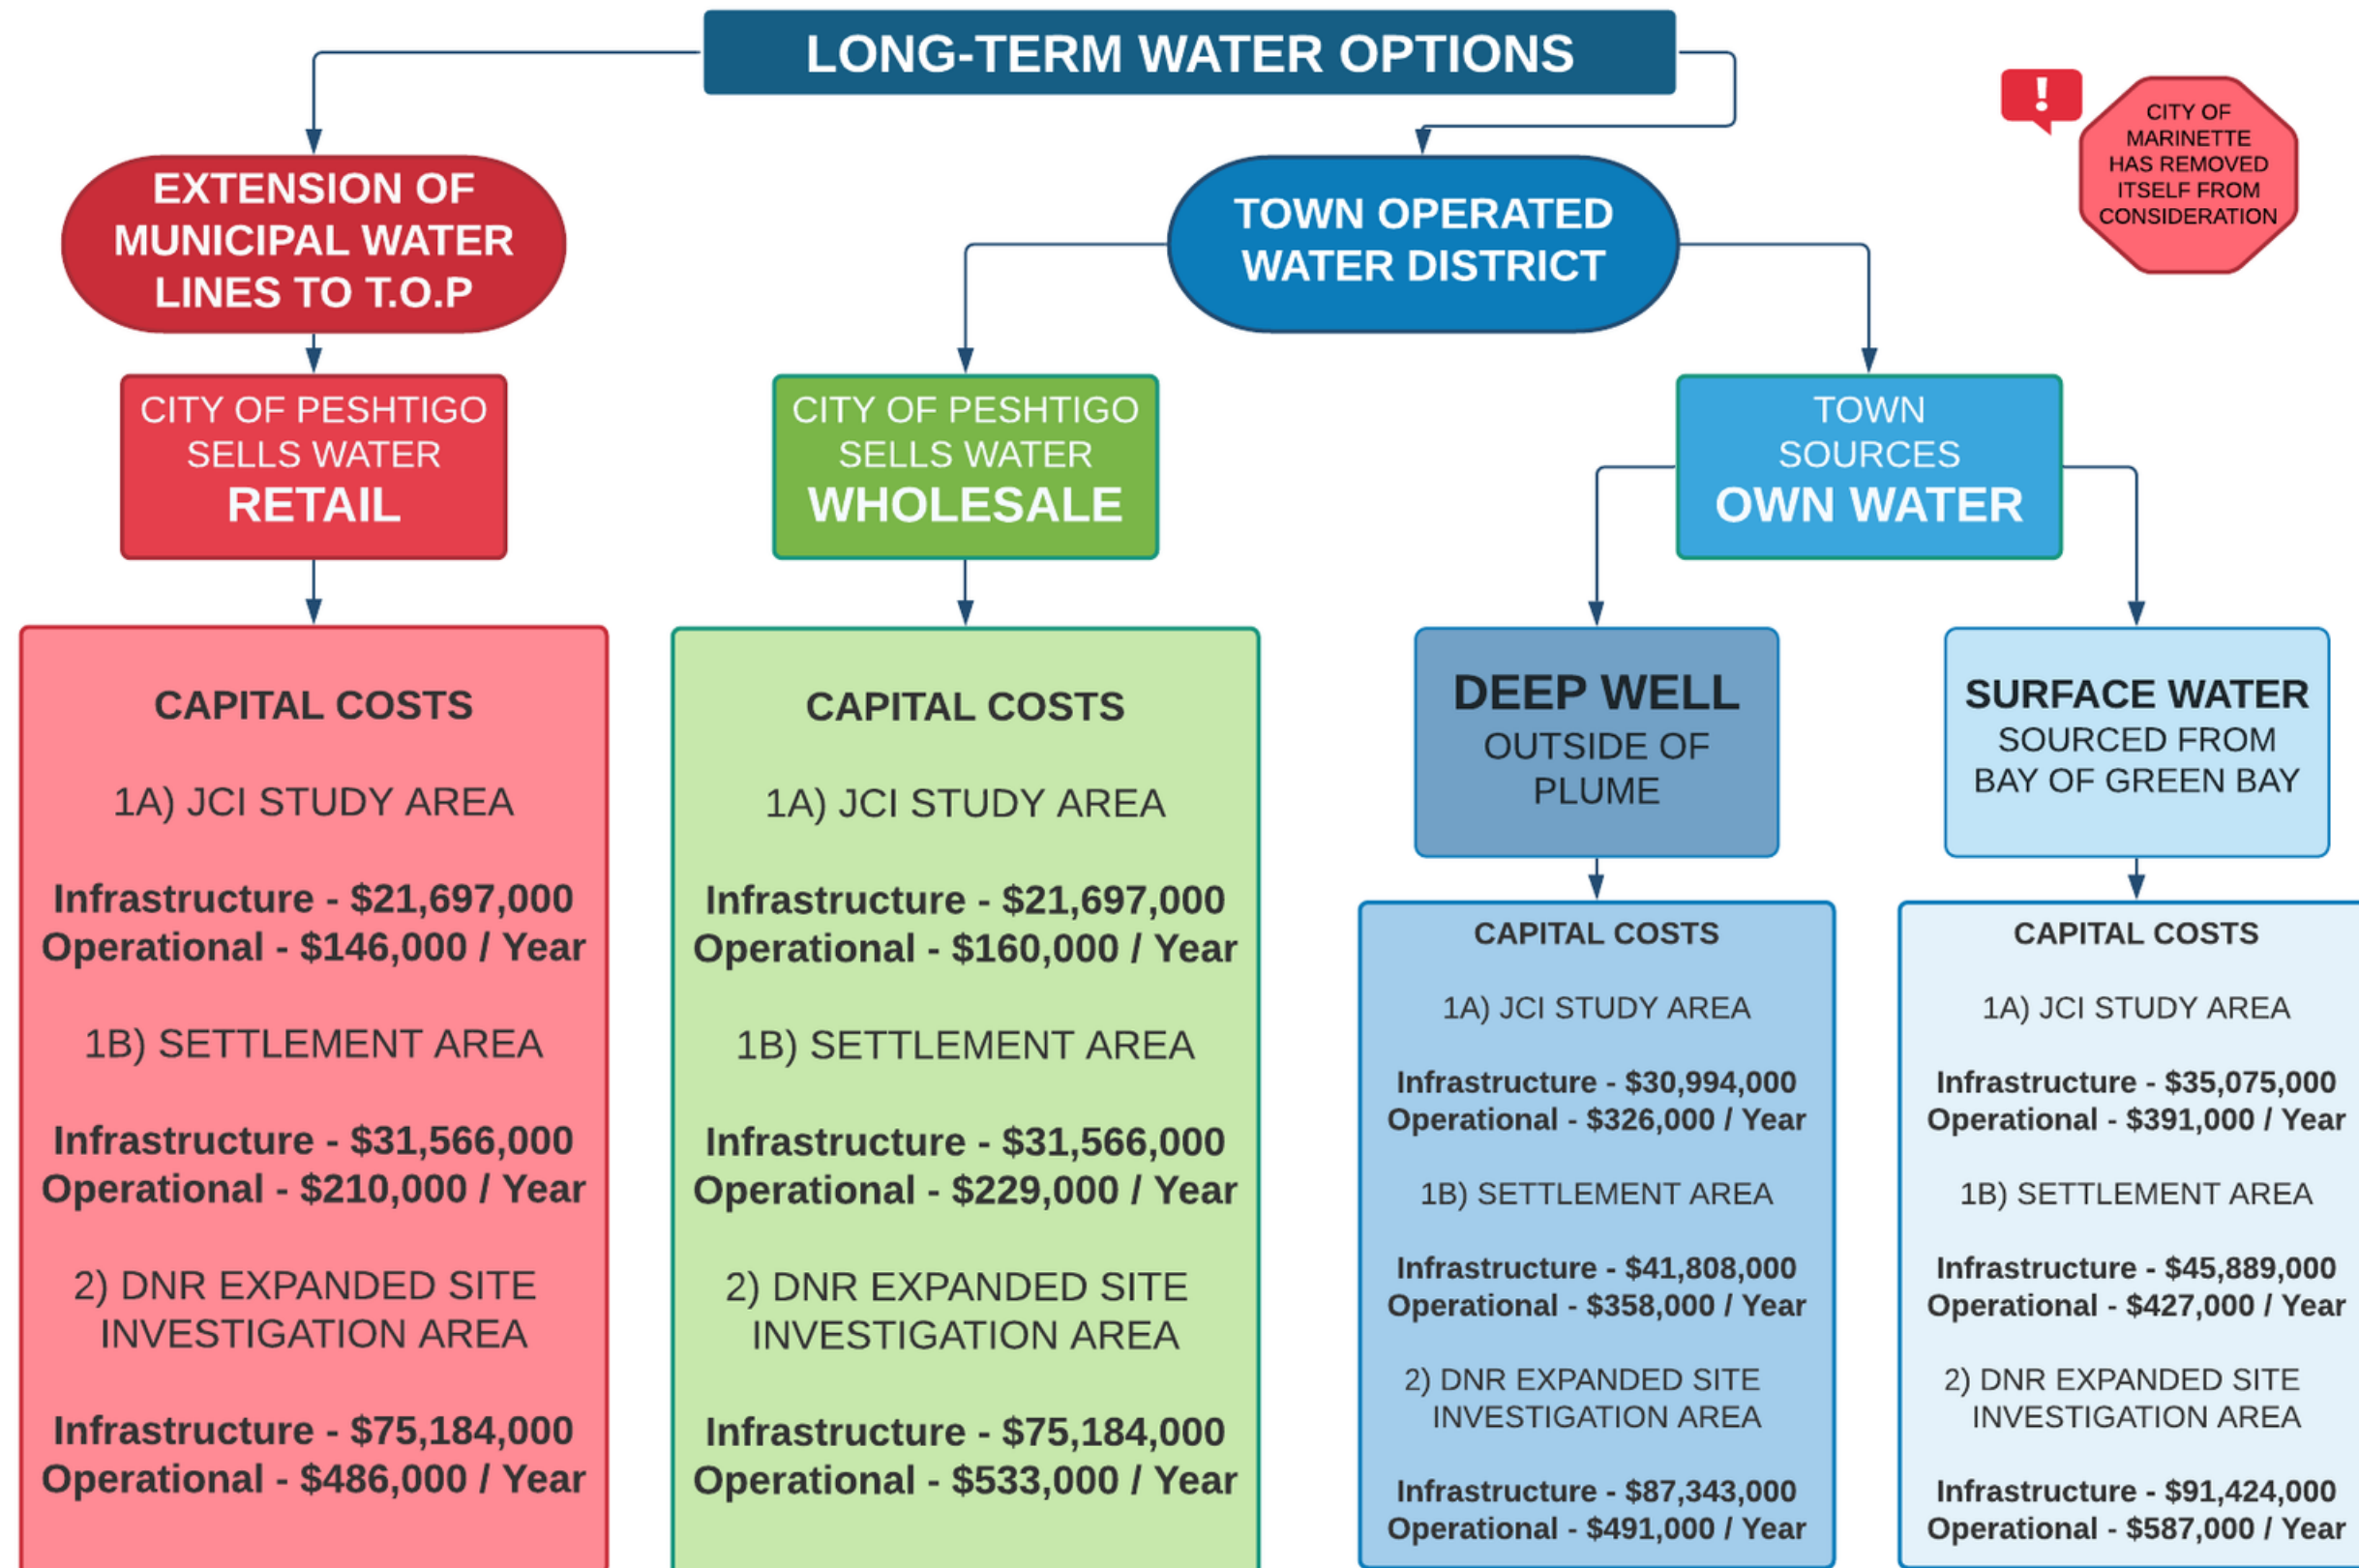 LONG-TERM WATER OPTIONS
!
CITY OF
MARINETTE
HAS REMOVED
ITSELF FROM
CONSIDERATION
EXTENSION OF
MUNICIPAL WATER
LINES TO T.O.P
TOWN OPERATED
WATER DISTRICT
CITY OF PESHTIGO
SELLS WATER
RETAIL
CITY OF PESHTIGO
SELLS WATER
WHOLESALE
TOWN
SOURCES
OWN WATER
CAPITAL COSTS
1A) JCI STUDY AREA
Infrastructure - $21,697,000
Operational - $146,000 / Year
1B) SETTLEMENT AREA
Infrastructure - $31,566,000
Operational - $210,000 / Year
2) DNR EXPANDED SITE
INVESTIGATION AREA
Infrastructure - $75,184,000
Operational - $486,000 / Year
CAPITAL COSTS
1A) JCI STUDY AREA
Infrastructure - $21,697,000
Operational - $160,000 / Year
1B) SETTLEMENT AREA
Infrastructure - $31,566,000
Operational - $229,000 / Year
2) DNR EXPANDED SITE
INVESTIGATION AREA
Infrastructure - $75,184,000
Operational - $533,000 / Year
DEEP WELL
OUTSIDE OF
PLUME
CAPITAL COSTS
1A) JCI STUDY AREA
Infrastructure - $30,994,000
Operational - $326,000 / Year
1B) SETTLEMENT AREA
Infrastructure - $41,808,000
Operational - $358,000 / Year
2) DNR EXPANDED SITE
INVESTIGATION AREA
Infrastructure - $87,343,000
Operational - $491,000 / Year
SURFACE WATER
SOURCED FROM
BAY OF GREEN BAY
CAPITAL COSTS
1A) JCI STUDY AREA
Infrastructure - $35,075,000
Operational - $391,000 / Year
1B) SETTLEMENT AREA
Infrastructure - $45,889,000
Operational - $427,000 / Year
2) DNR EXPANDED SITE
INVESTIGATION AREA
Infrastructure - $91,424,000
Operational - $587,000 / Year